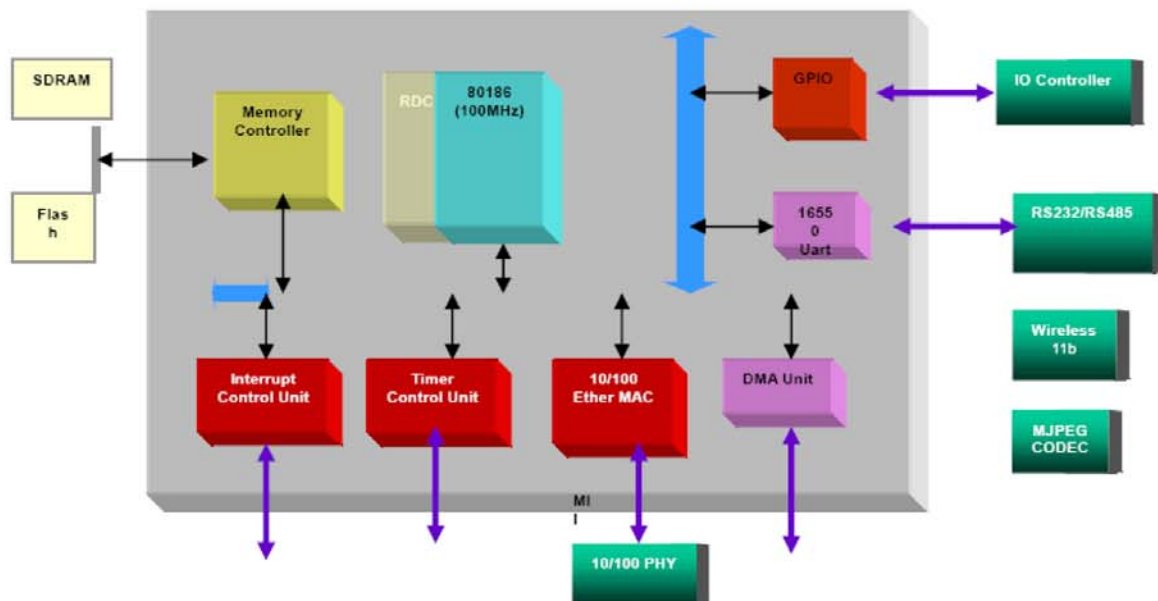 SDRAM
Flas
h
Memory
Controller
RDC
80186
(100MHz)
GPIO
IO Controller
1655
0
Uart
RS232/RS485
Wireless
11b
MJPEG
CODEC
Interrupt
Control Unit
Timer
Control Unit
10/100
Ether MAC
DMA Unit
MI
I
10/100 PHY